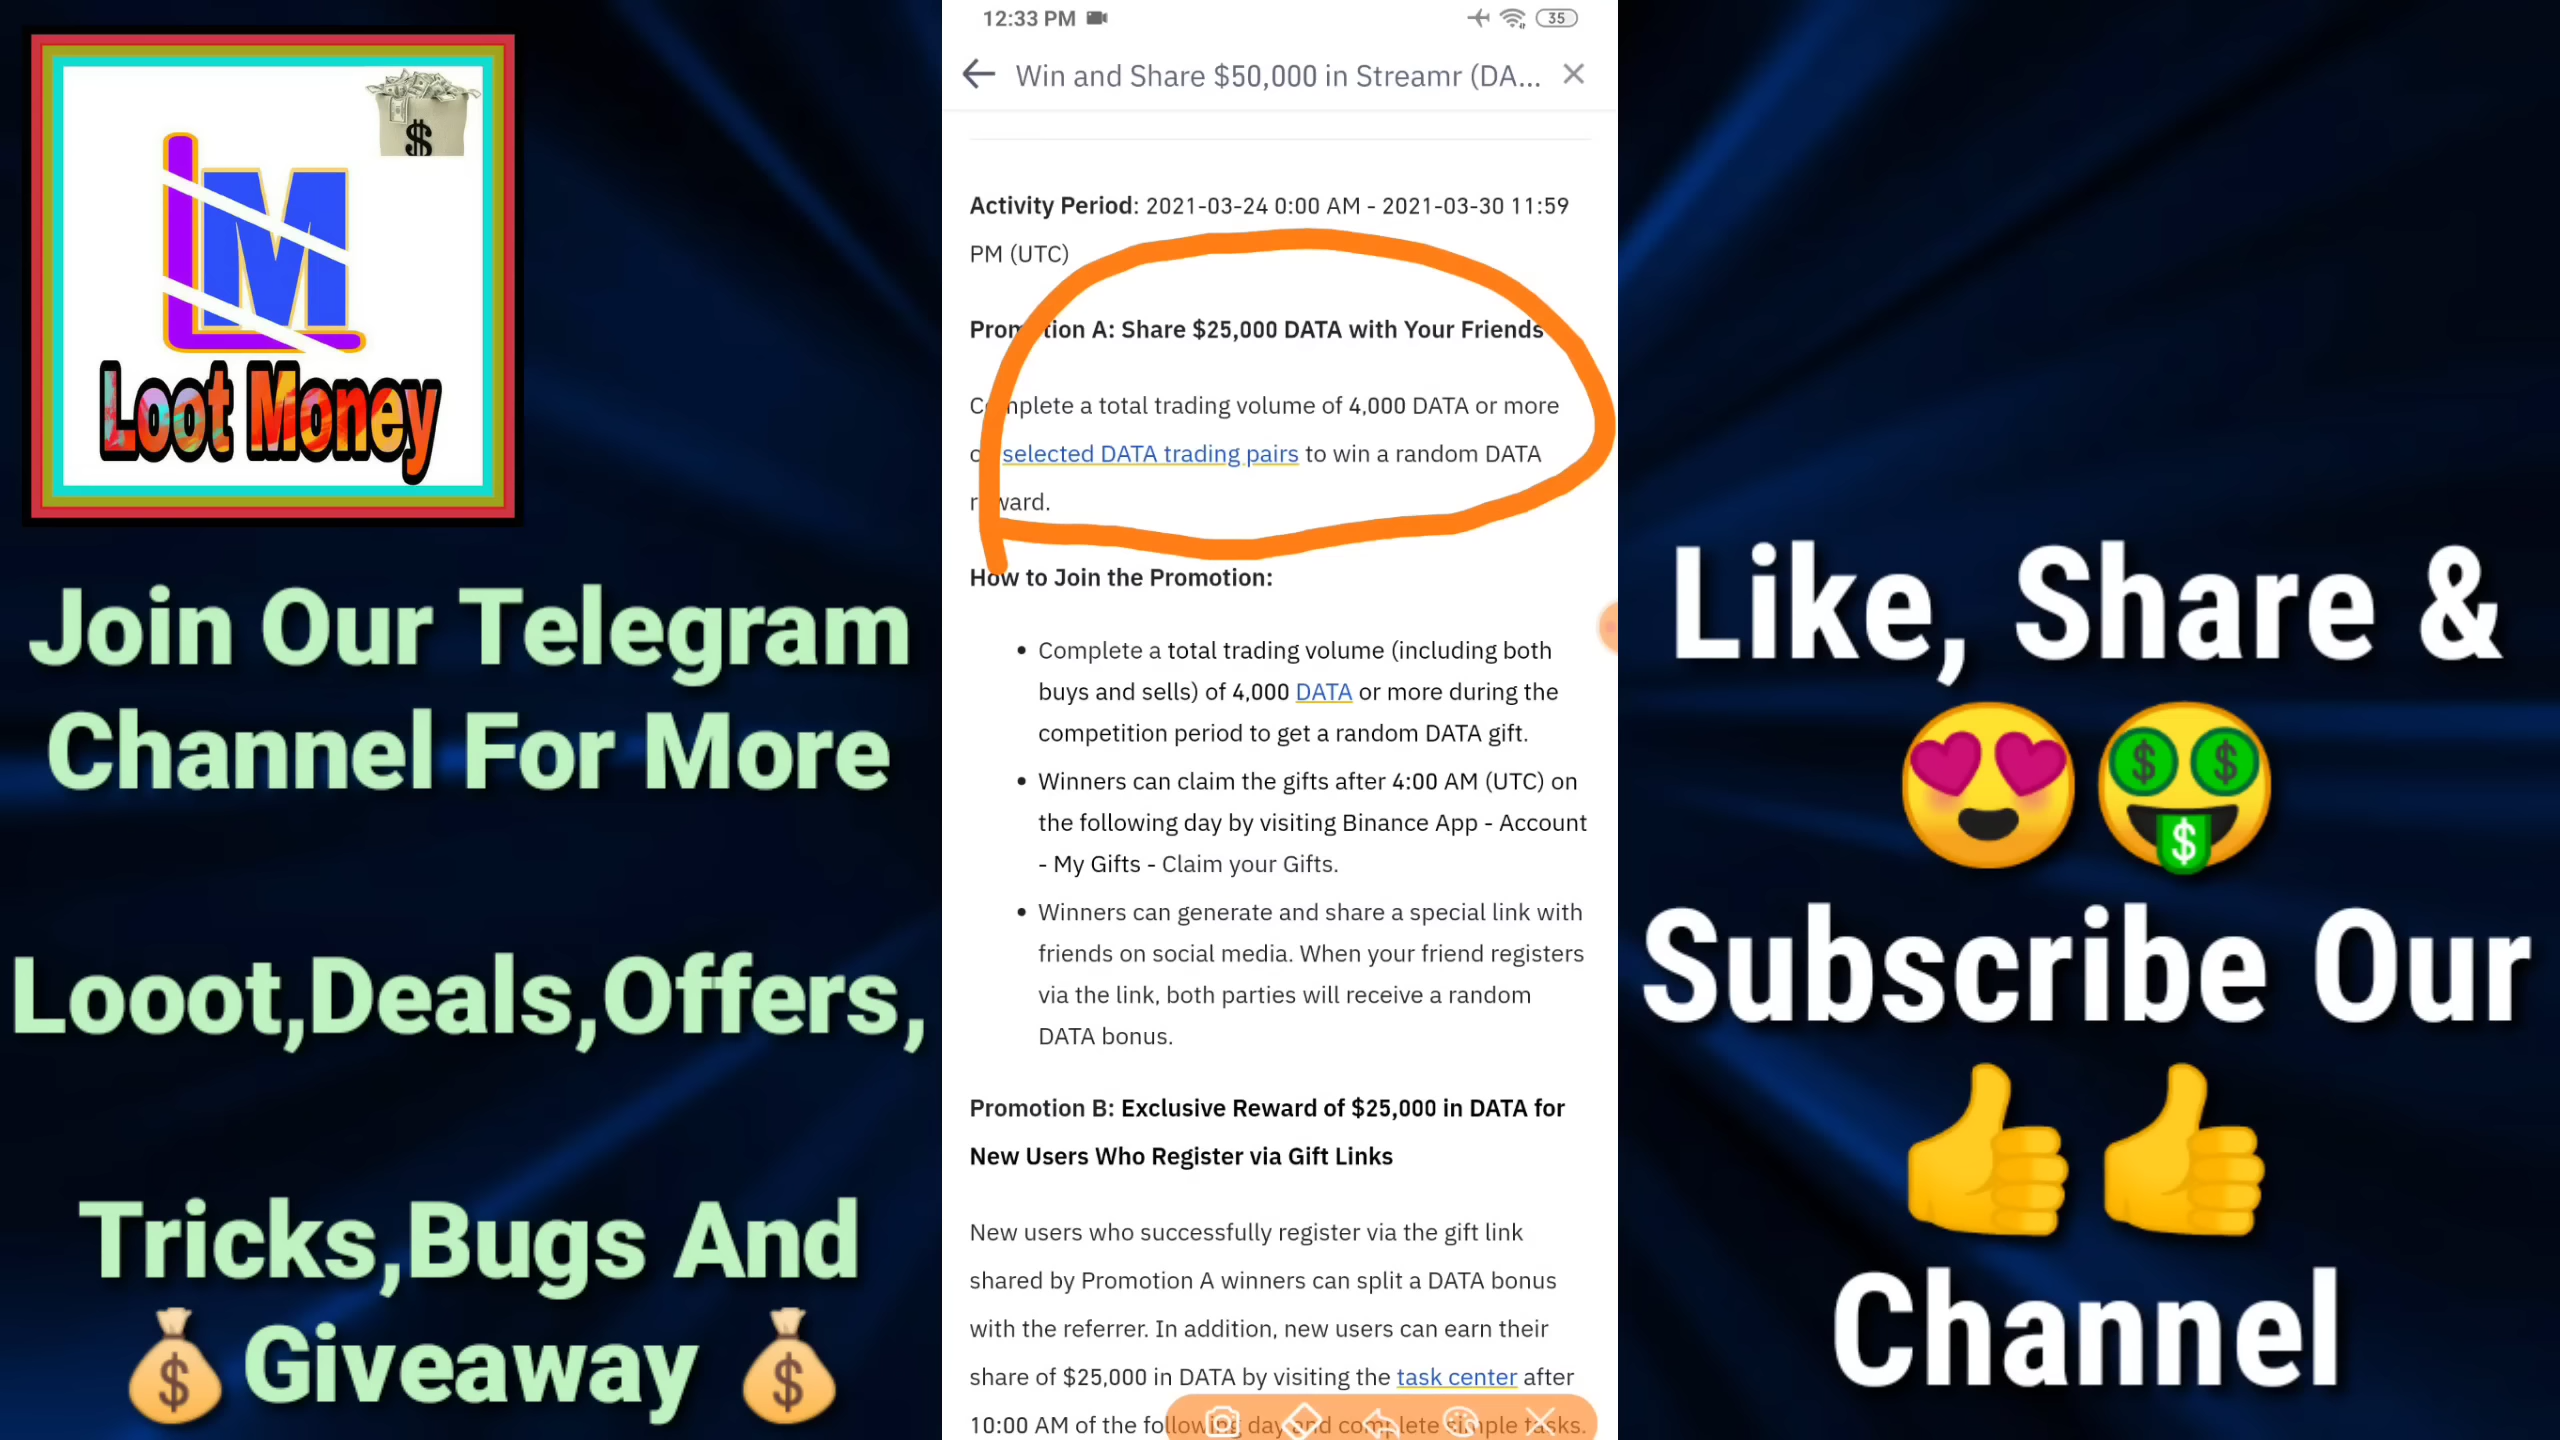 $
LM
Loot Money
Join Our Telegram
Channel For More
Looot,Deals,Offers,
Tricks,Bugs And
Giveaway
12:33 PM
35
Win and Share $50,000 in Streamr (DA...
Activity Period: 2021-03-24 0:00 AM - 2021-03-30 11:59
PM (UTC)
Promotion A: Share $25,000 DATA with Your Friends
Complete a total trading volume of 4,000 DATA or more
on selected DATA trading pairs to win a random DATA
reward.
How to Join the Promotion:
• Complete a total trading volume (including both
buys and sells) of 4,000 DATA or more during the
competition period to get a random DATA gift.
• Winners can claim the gifts after 4:00 AM (UTC) on
the following day by visiting Binance App - Account
- My Gifts - Claim your Gifts.
• Winners can generate and share a special link with
friends on social media. When your friend registers
via the link, both parties will receive a random
DATA bonus.
Promotion B: Exclusive Reward of $25,000 in DATA for
New Users Who Register via Gift Links
New users who successfully register via the gift link
shared by Promotion A winners can split a DATA bonus
with the referrer. In addition, new users can earn their
share of $25,000 in DATA by visiting the task center after
10:00 AM of the following day and complete simple tasks.
Like, Share &
Subscribe Our
Channel